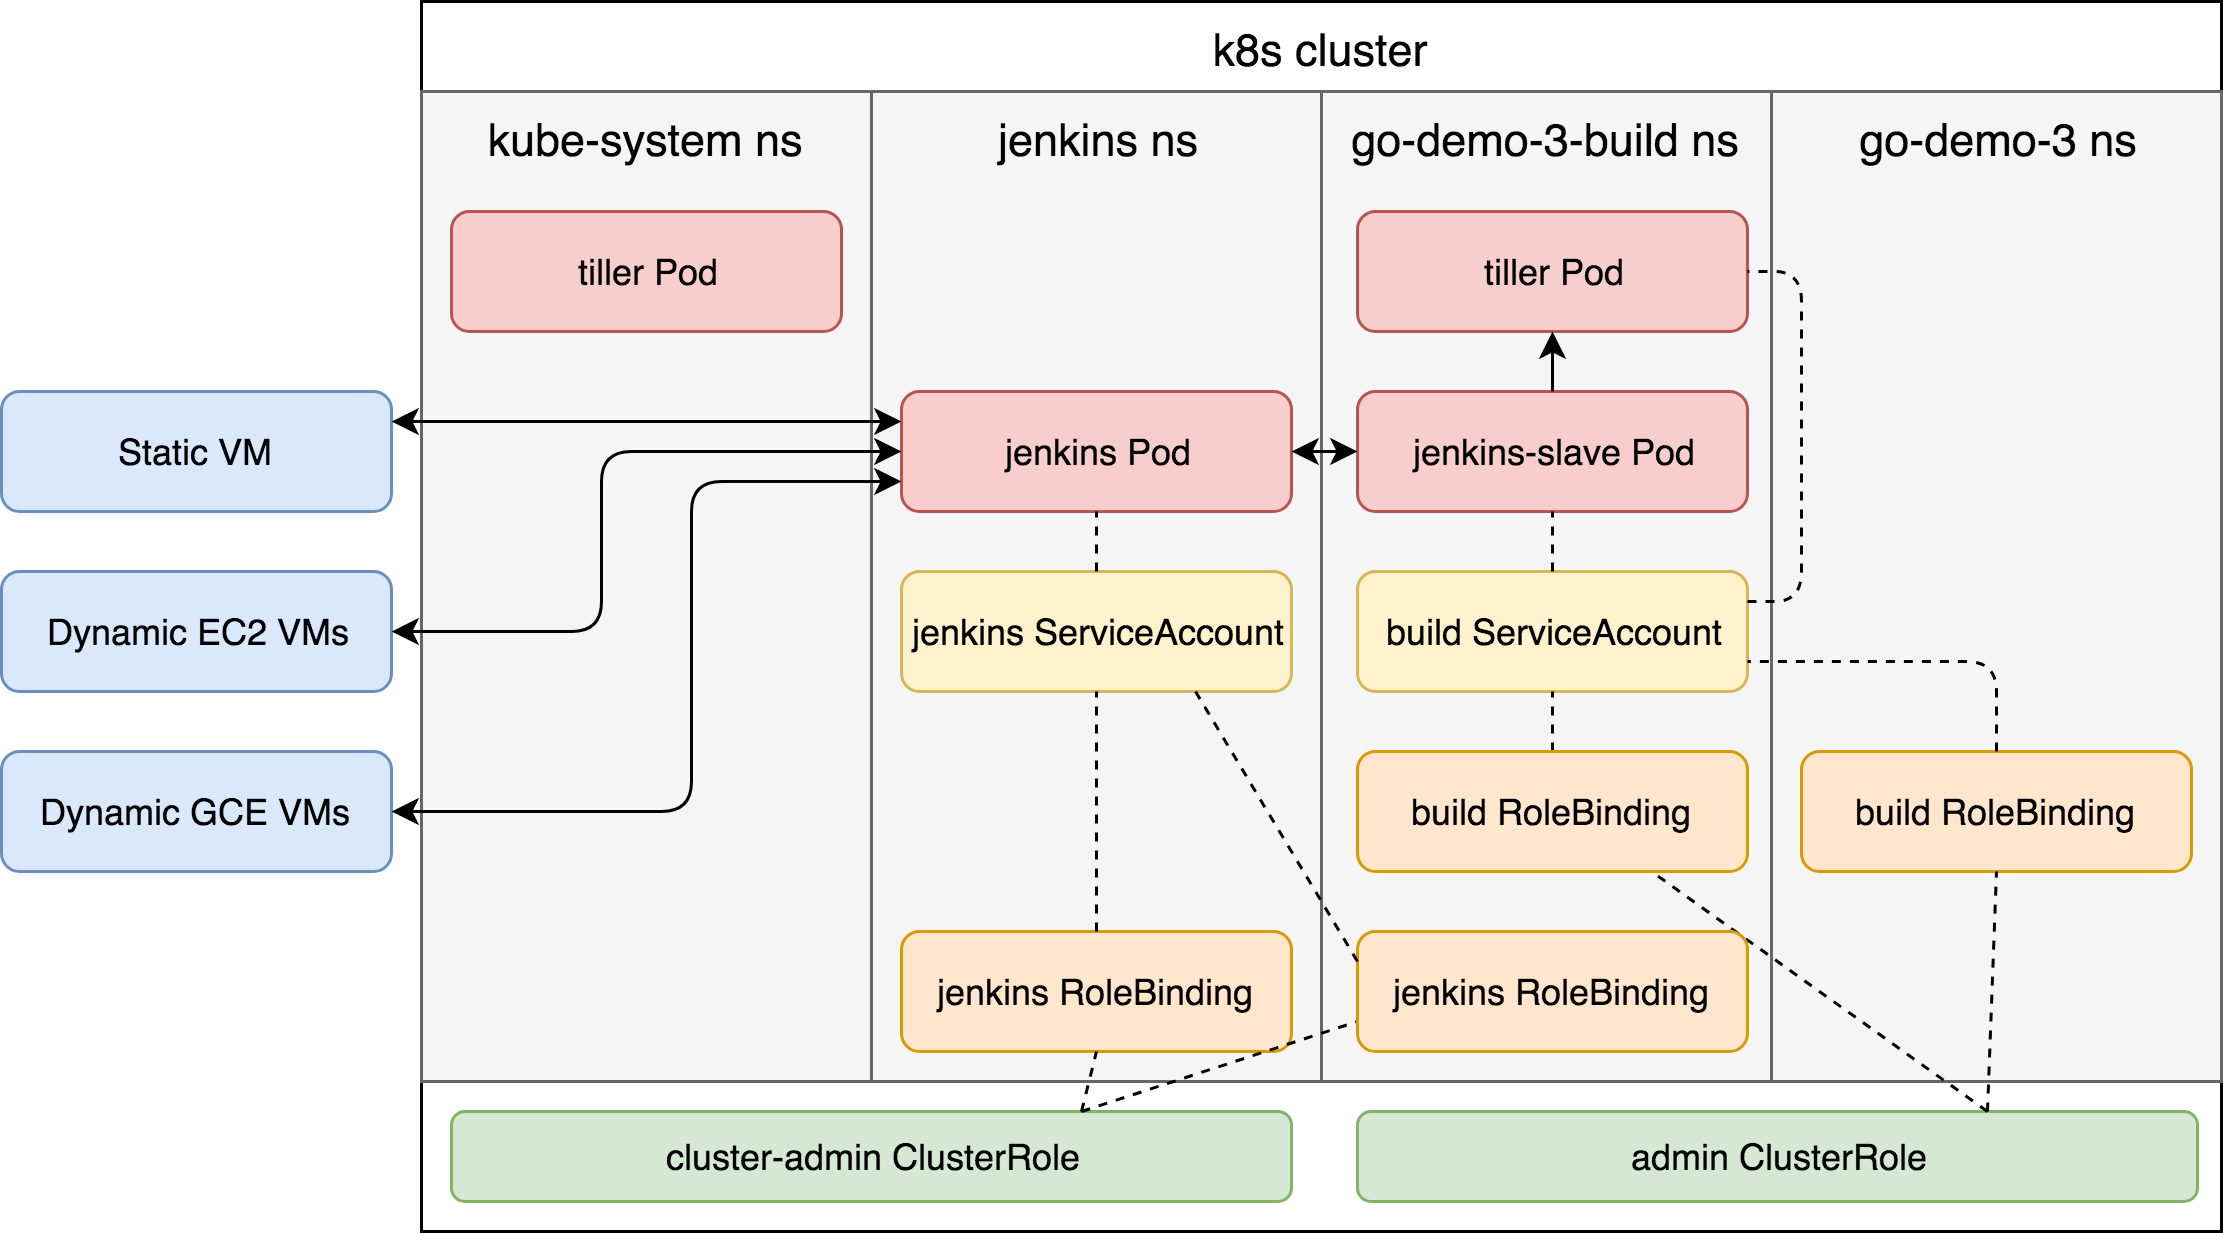 k8s cluster
kube-system ns
jenkins ns
go-demo-3-build ns
go-demo-3 ns
tiller Pod
tiller Pod
Static VM
jenkins Pod
jenkins-slave Pod
Dynamic EC2 VMs
jenkins ServiceAccount
build ServiceAccount
Dynamic GCE VMs
build RoleBinding
build RoleBinding
jenkins RoleBinding
jenkins RoleBinding
cluster-admin ClusterRole
admin ClusterRole